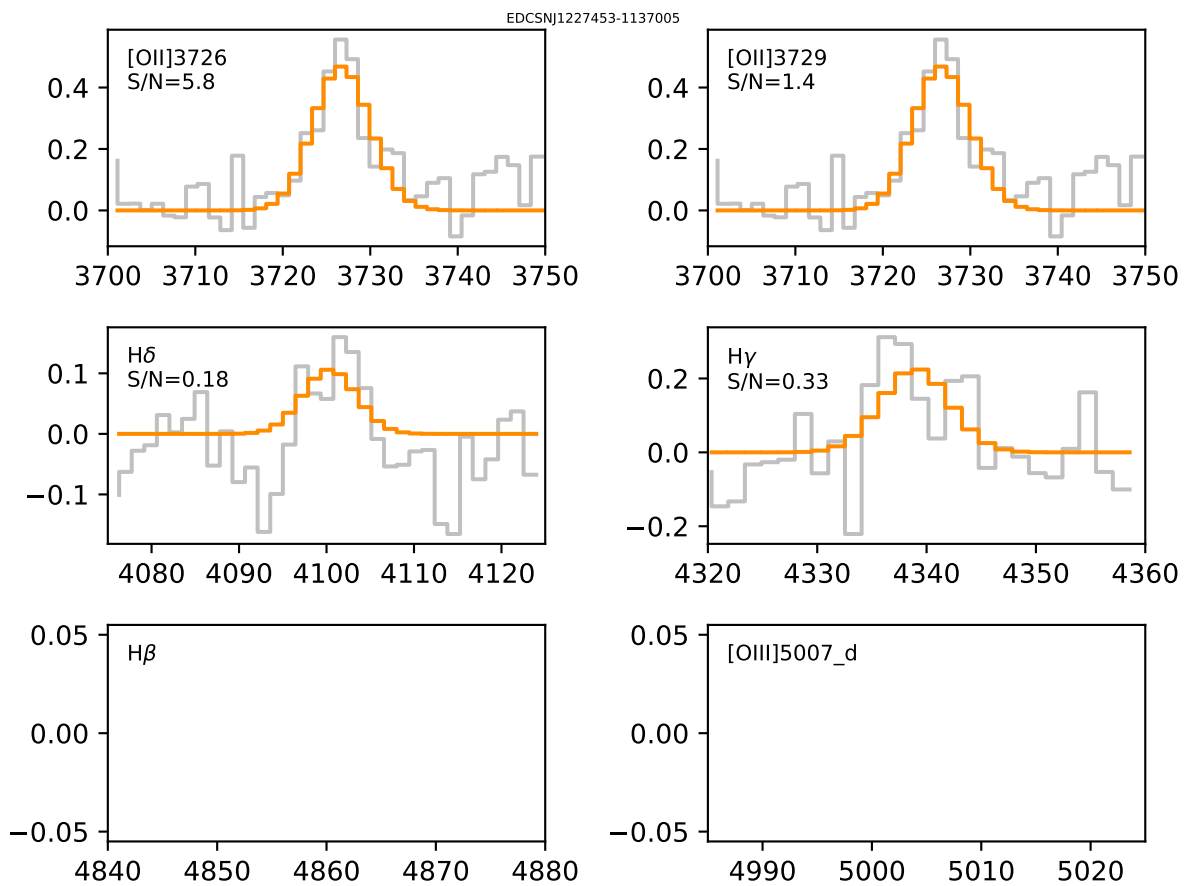 EDCSNJ1227453-1137005
[OII]3726
S/N=5.8
0.4
0.2
0.0
3700 3710 3720 3730 3740 3750
[OII]3729
S/N=1.4
0.4
0.2
0.0
3700 3710 3720 3730 3740 3750
Hδ
S/N=0.18
0.1
0.0
−0.1
4080 4090 4100 4110 4120
Hγ
S/N=0.33
0.2
0.0
−0.2
4320 4330 4340 4350 4360
Hβ
0.05
0.00
−0.05
4840 4850 4860 4870 4880
[OIII]5007_d
0.05
0.00
−0.05
4990 5000 5010 5020